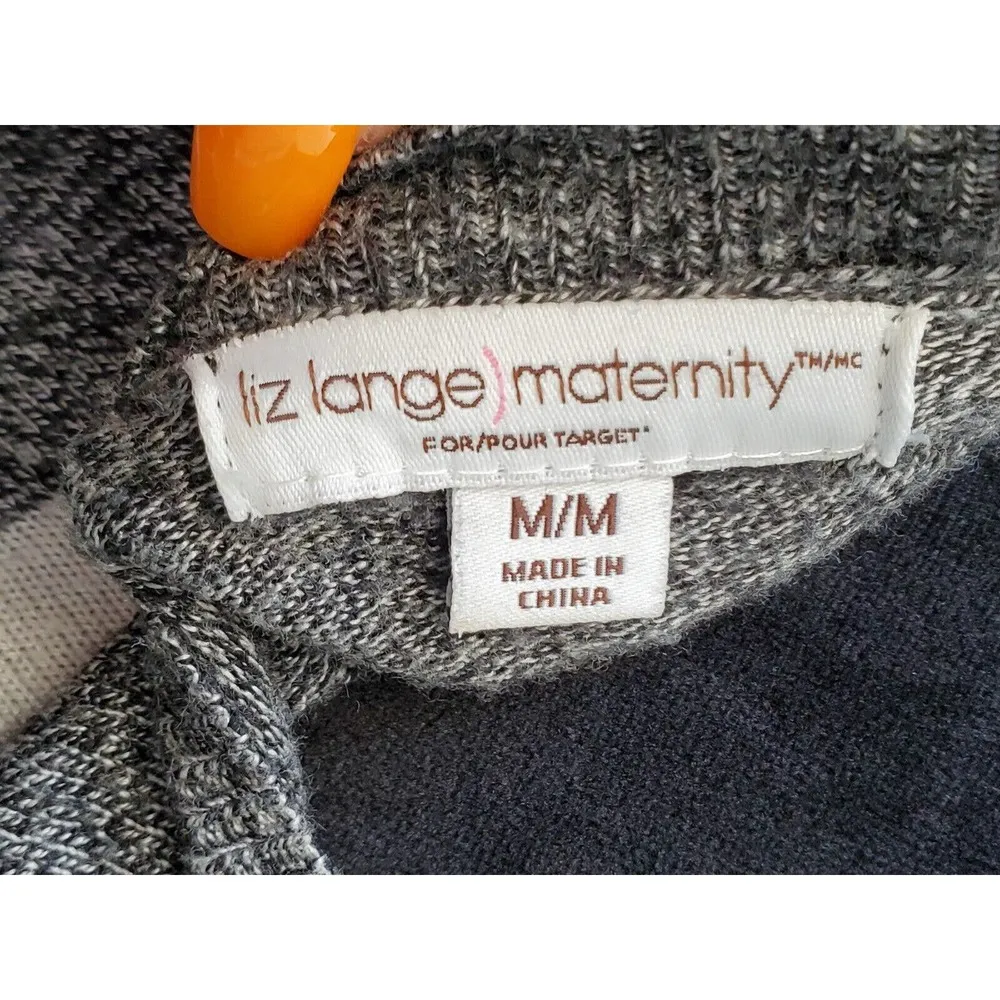 liz lange) maternity TM/MC
FOR/POUR TARGET
M/M
MADE IN
CHINA